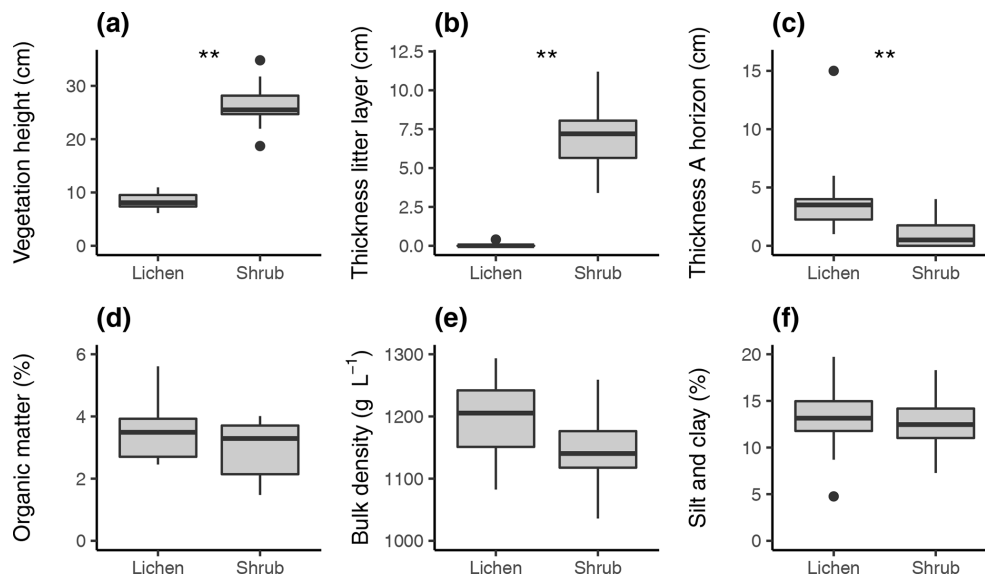 (a)
**
Vegetation height (cm)
30
20
10
0
Lichen Shrub
(b)
**
Thickness litter layer (cm)
12.5
10.0
7.5
5.0
2.5
0.0
Lichen Shrub
(c)
**
Thickness A horizon (cm)
15
10
5
0
Lichen Shrub
(d)
Organic matter (%)
6
4
2
0
Lichen Shrub
(e)
Bulk density (g L⁻¹)
1300
1200
1100
1000
Lichen Shrub
(f)
Silt and clay (%)
20
15
10
5
0
Lichen Shrub